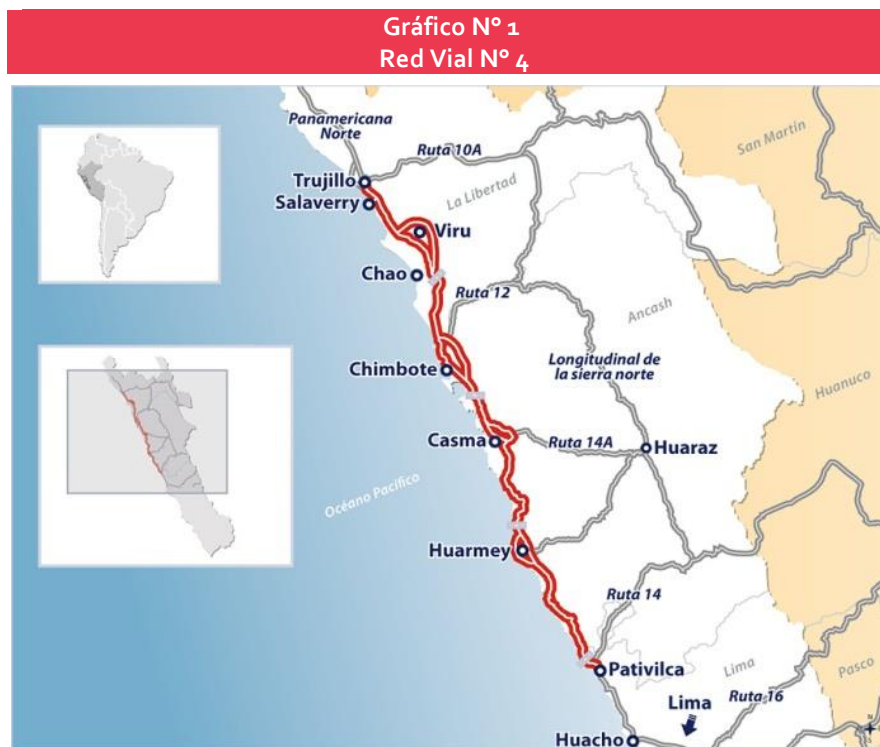 Gráfico N° 1
Red Vial N° 4
Panamericana
Norte
Ruta 10A
San Martín
Trujillo
La Libertad
Salaverry
Viru
Chao
Ruta 12
Ancash
Chimbote
Longitudinal de
la sierra norte
Huanuco
Casma
Ruta 14A
Huaraz
Océano Pacífico
Huarmey
Ruta 14
Pativilca
Lima
Pasco
Lima
Ruta 16
Huacho